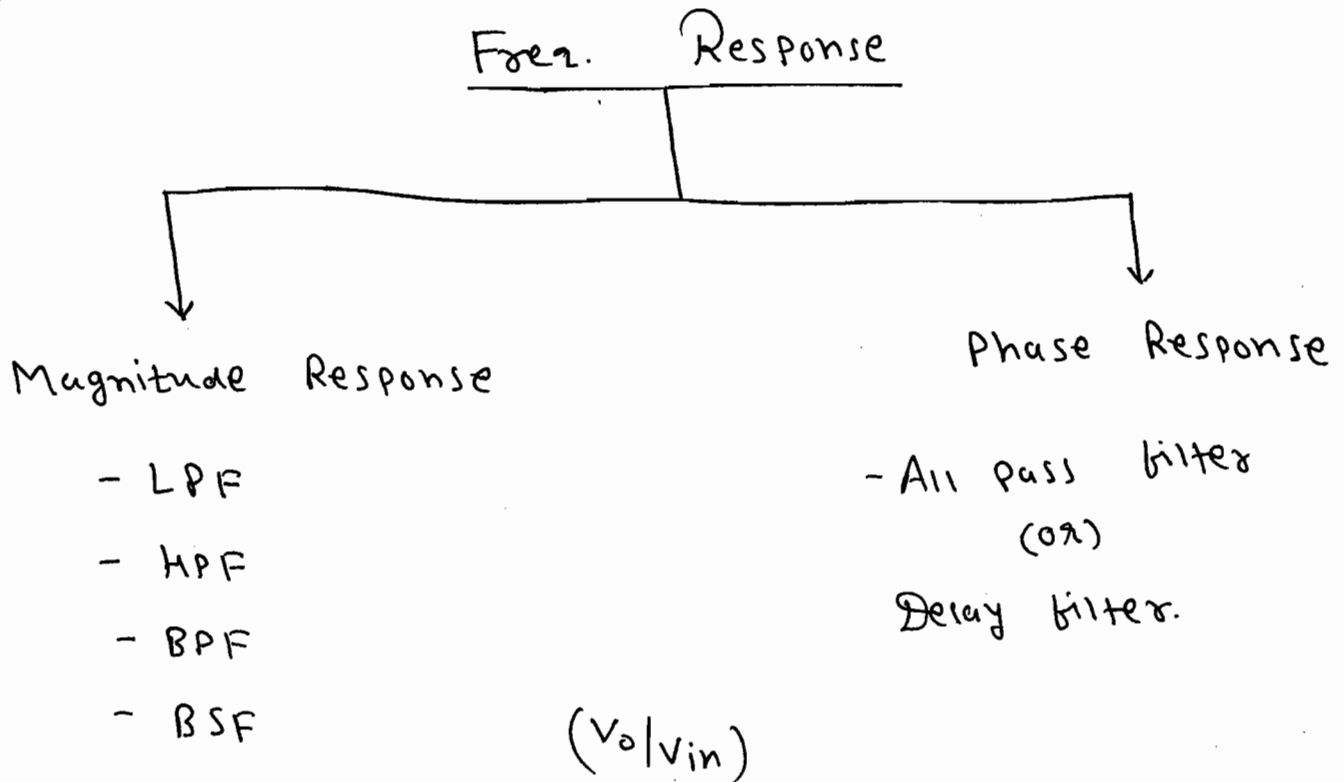 Freq. Response
Magnitude Response
- LPF
- HPF
- BPF
- BSF
Phase Response
- All pass filter
(OR)
Delay filter.
(Vo/Vin)